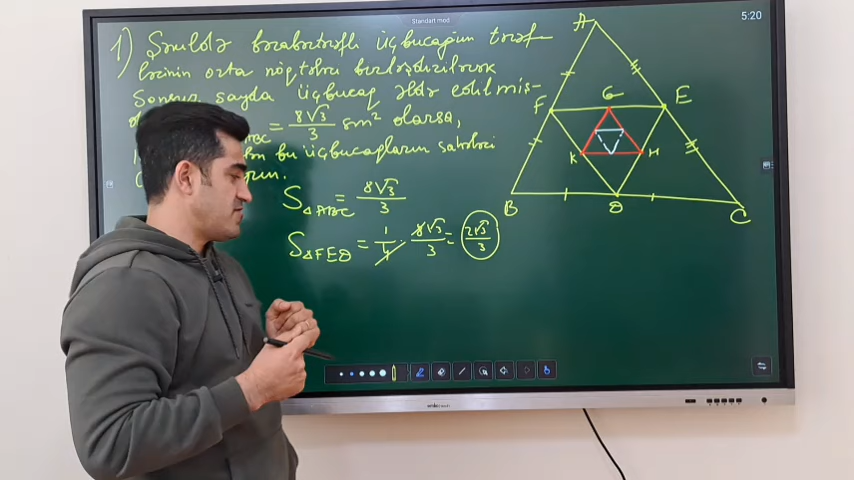 Standart mod
5:20
1) Şəkildə bərabərtərəfli üçbucağın tərəf-
lərinin orta nöqtələri birləşdirilərək
Sonsuz sayda üçbucaq əldə edilmiş-
ABC = 8√3/3 sm² olarsa,
bu üçbucaqların sahələri
S△ABC = 8√3/3
S△FED = 1/4 · 8√3/3 = 2√3/3
A
F
G
E
K
H
B
D
C